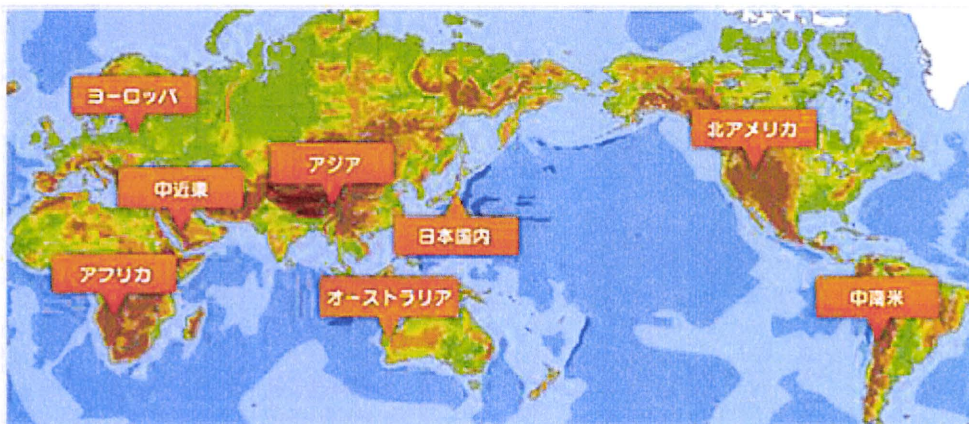 ヨーロッパ
北アメリカ
アジア
中近東
日本国内
アフリカ
オーストラリア
中南米